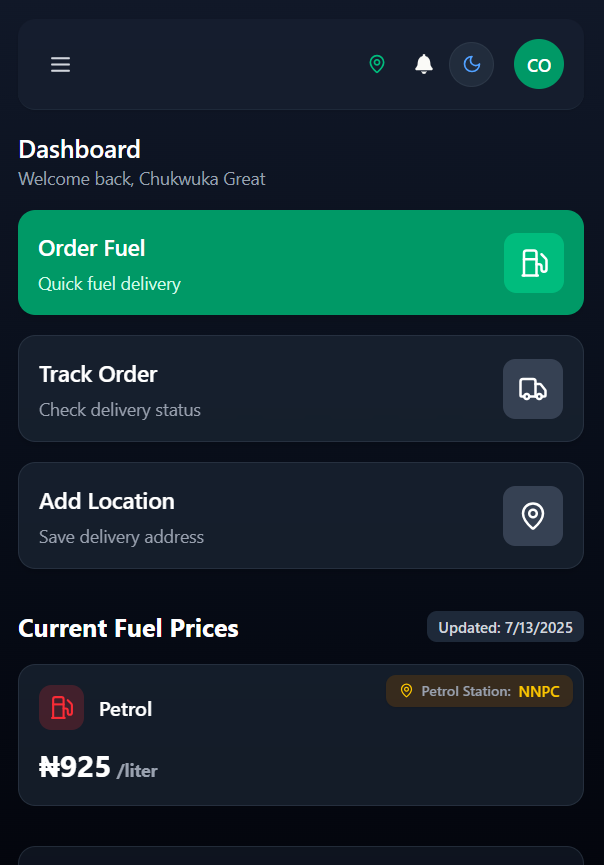 CO
Dashboard
Welcome back, Chukwuka Great
Order Fuel
Quick fuel delivery
Track Order
Check delivery status
Add Location
Save delivery address
Current Fuel Prices
Updated: 7/13/2025
Petrol Station: NNPC
Petrol
₦925 /liter